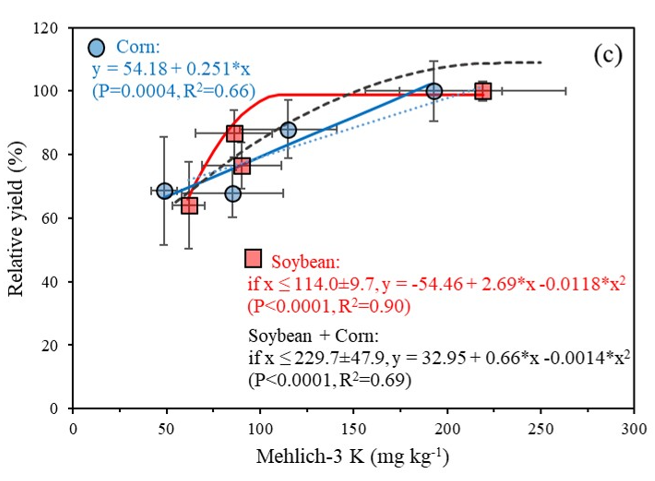 120
100
80
60
40
20
0
Relative yield (%)
(c)
Corn:
y = 54.18 + 0.251*x
(P=0.0004, R²=0.66)
Soybean:
if x ≤ 114.0±9.7, y = -54.46 + 2.69*x -0.0118*x²
(P<0.0001, R²=0.90)
Soybean + Corn:
if x ≤ 229.7±47.9, y = 32.95 + 0.66*x -0.0014*x²
(P<0.0001, R²=0.69)
0 50 100 150 200 250 300
Mehlich-3 K (mg kg⁻¹)